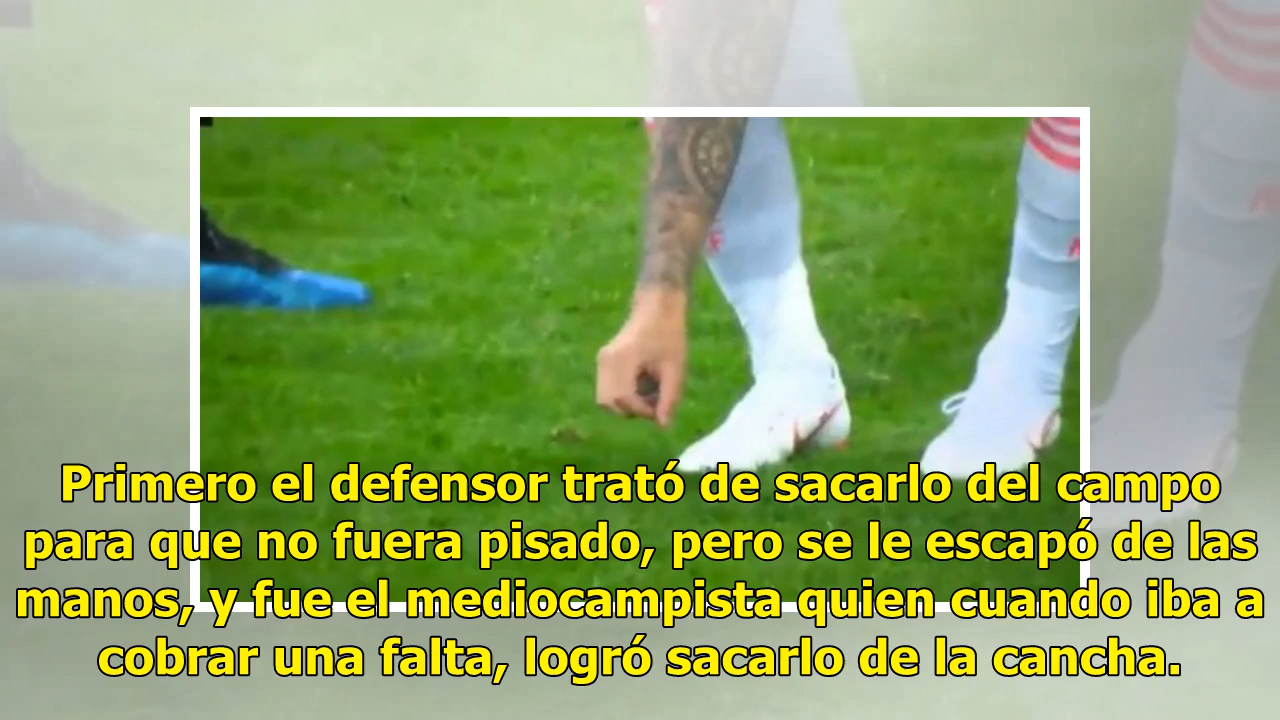 Primero el defensor trató de sacarlo del campo
para que no fuera pisado, pero se le escapó de las
manos, y fue el mediocampista quien cuando iba a
cobrar una falta, logró sacarlo de la cancha.